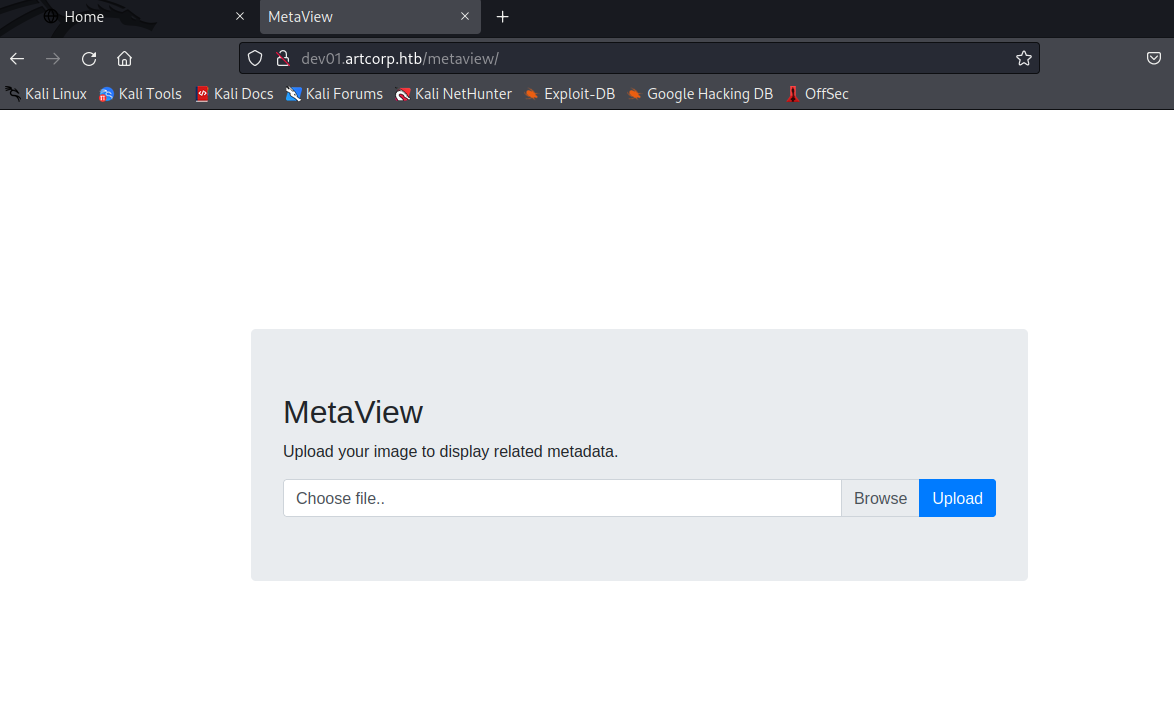 Home
MetaView
dev01.artcorp.htb/metaview/
Kali Linux Kali Tools Kali Docs Kali Forums Kali NetHunter Exploit-DB Google Hacking DB OffSec
MetaView
Upload your image to display related metadata.
Choose file.. Browse Upload